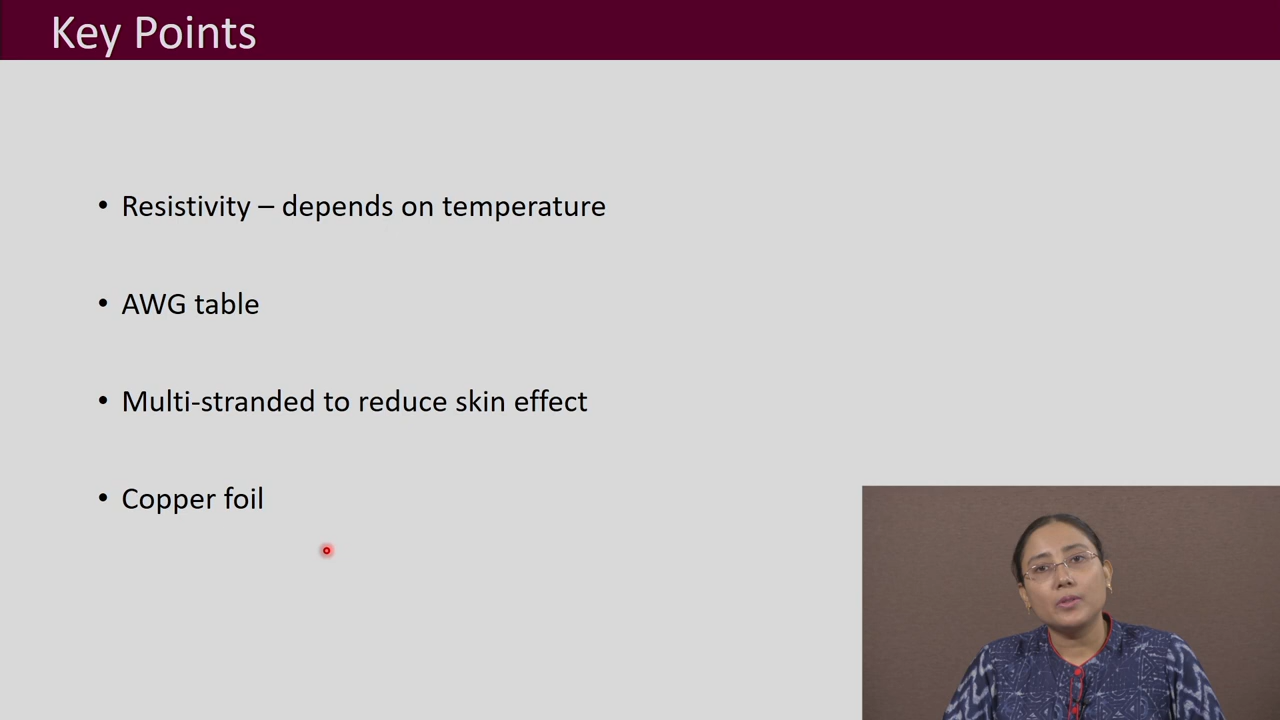 Key Points
• Resistivity – depends on temperature
• AWG table
• Multi-stranded to reduce skin effect
• Copper foil